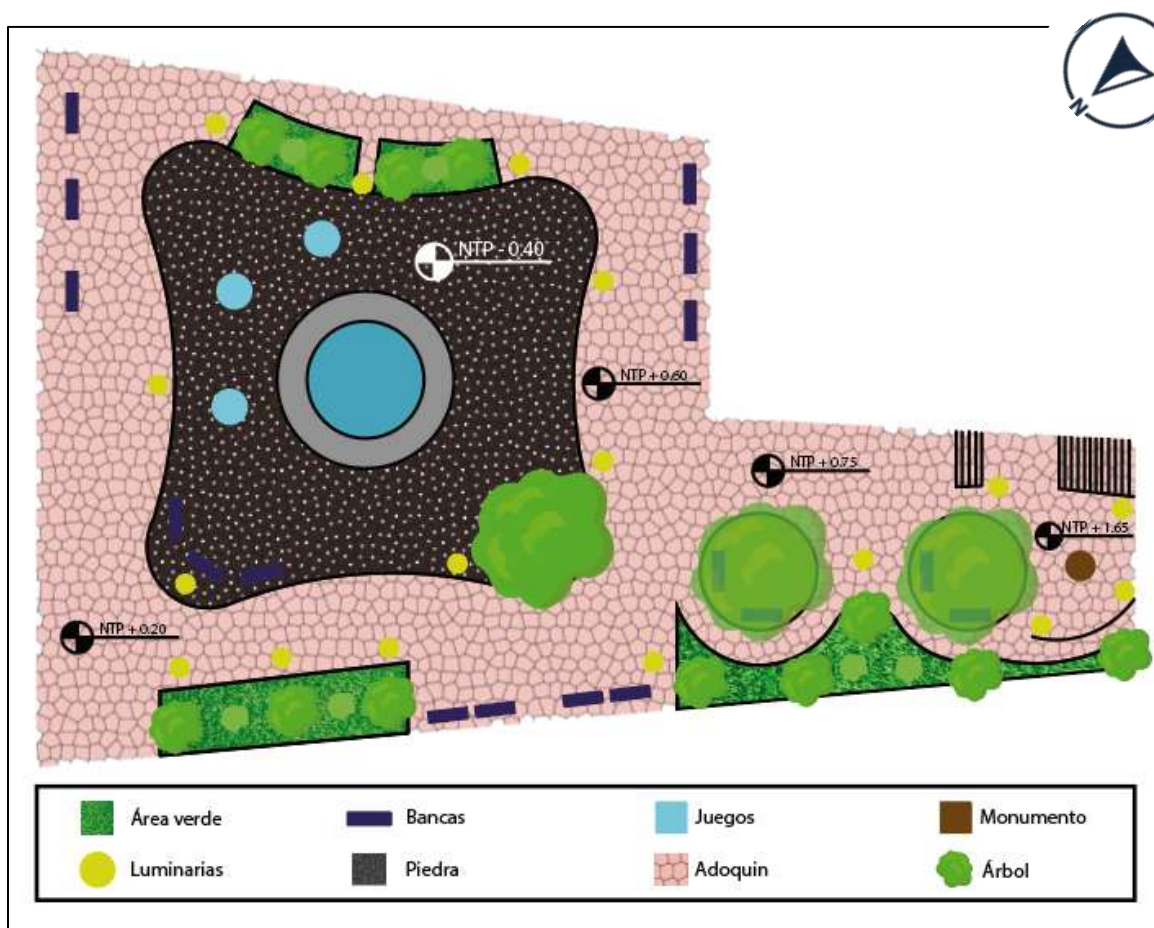 N
NTP - 0.40
NTP + 0.60
NTP + 0.75
NTP + 1.65
NTP + 0.20
Área verde
Bancas
Juegos
Monumento
Luminarias
Piedra
Adoquin
Árbol